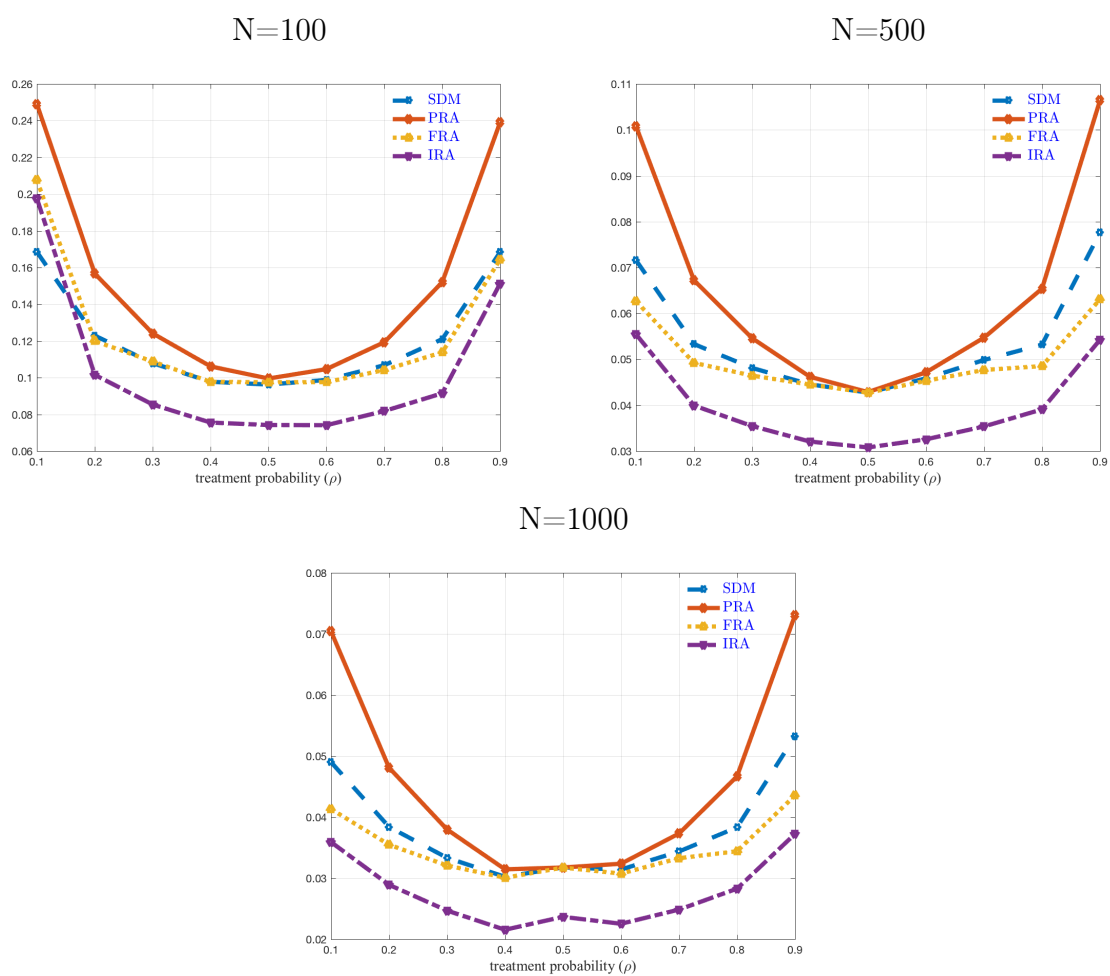 N=100
0.26
0.24
0.22
0.2
0.18
0.16
0.14
0.12
0.1
0.08
0.06
0.1 0.2 0.3 0.4 0.5 0.6 0.7 0.8 0.9
treatment probability (ρ)
SDM
PRA
FRA
IRA
N=500
0.11
0.1
0.09
0.08
0.07
0.06
0.05
0.04
0.03
0.1 0.2 0.3 0.4 0.5 0.6 0.7 0.8 0.9
treatment probability (ρ)
SDM
PRA
FRA
IRA
N=1000
0.08
0.07
0.06
0.05
0.04
0.03
0.02
0.1 0.2 0.3 0.4 0.5 0.6 0.7 0.8 0.9
treatment probability (ρ)
SDM
PRA
FRA
IRA